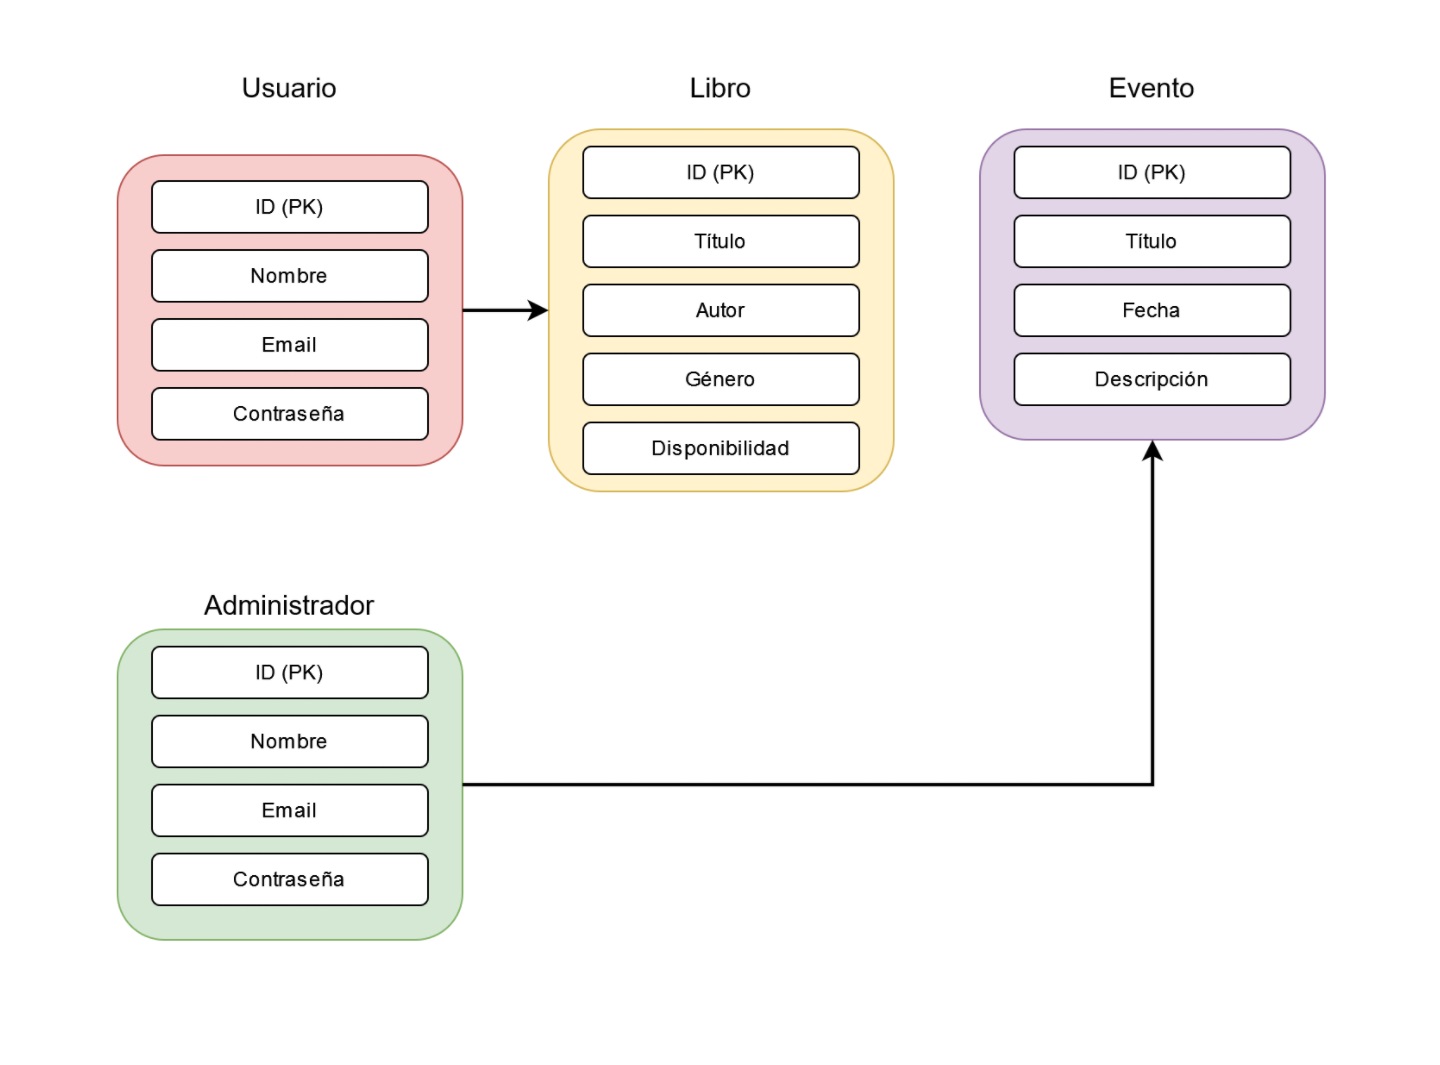 Usuario
ID (PK)
Nombre
Email
Contraseña
Libro
ID (PK)
Título
Autor
Género
Disponibilidad
Evento
ID (PK)
Título
Fecha
Descripción
Administrador
ID (PK)
Nombre
Email
Contraseña